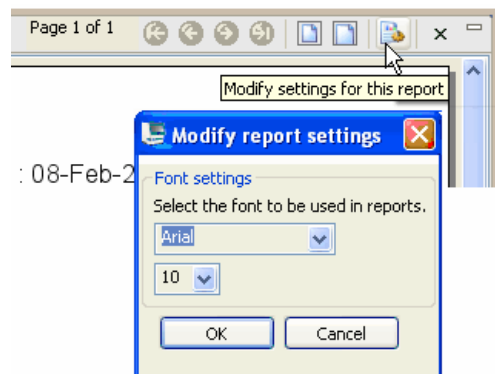 Page 1 of 1
Modify settings for this report
Modify report settings
: 08-Feb-2
Font settings
Select the font to be used in reports.
Arial
10
OK
Cancel